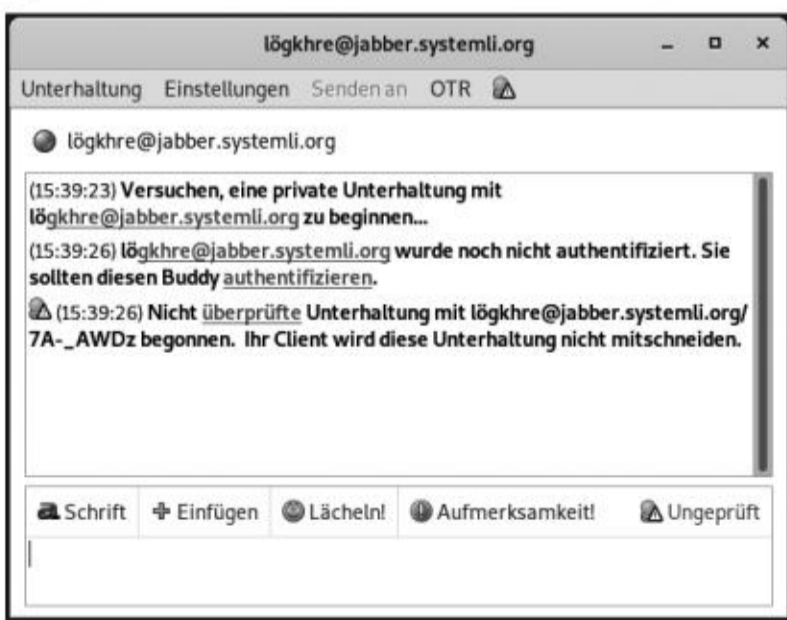 lögkhre@jabber.systemli.org
Unterhaltung Einstellungen Senden an OTR
lögkhre@jabber.systemli.org
(15:39:23) Versuchen, eine private Unterhaltung mit
lögkhre@jabber.systemli.org zu beginnen...
(15:39:26) lögkhre@jabber.systemli.org wurde noch nicht authentifiziert. Sie
sollten diesen Buddy authentifizieren.
(15:39:26) Nicht überprüfte Unterhaltung mit lögkhre@jabber.systemli.org/
7A-_AWDz begonnen. Ihr Client wird diese Unterhaltung nicht mitschneiden.
Schrift Einfügen Lächeln! Aufmerksamkeit! Ungeprüft